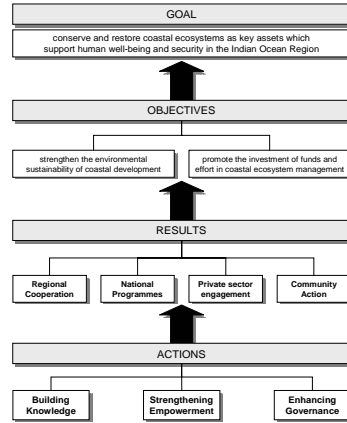 GOAL
conserve and restore coastal ecosystems as key assets which
support human well-being and security in the Indian Ocean Region
OBJECTIVES
strengthen the environmental
sustainability of coastal development
promote the investment of funds and
effort in coastal ecosystem management
RESULTS
Regional
Cooperation
National
Programmes
Private sector
engagement
Community
Action
ACTIONS
Building
Knowledge
Strengthening
Empowerment
Enhancing
Governance